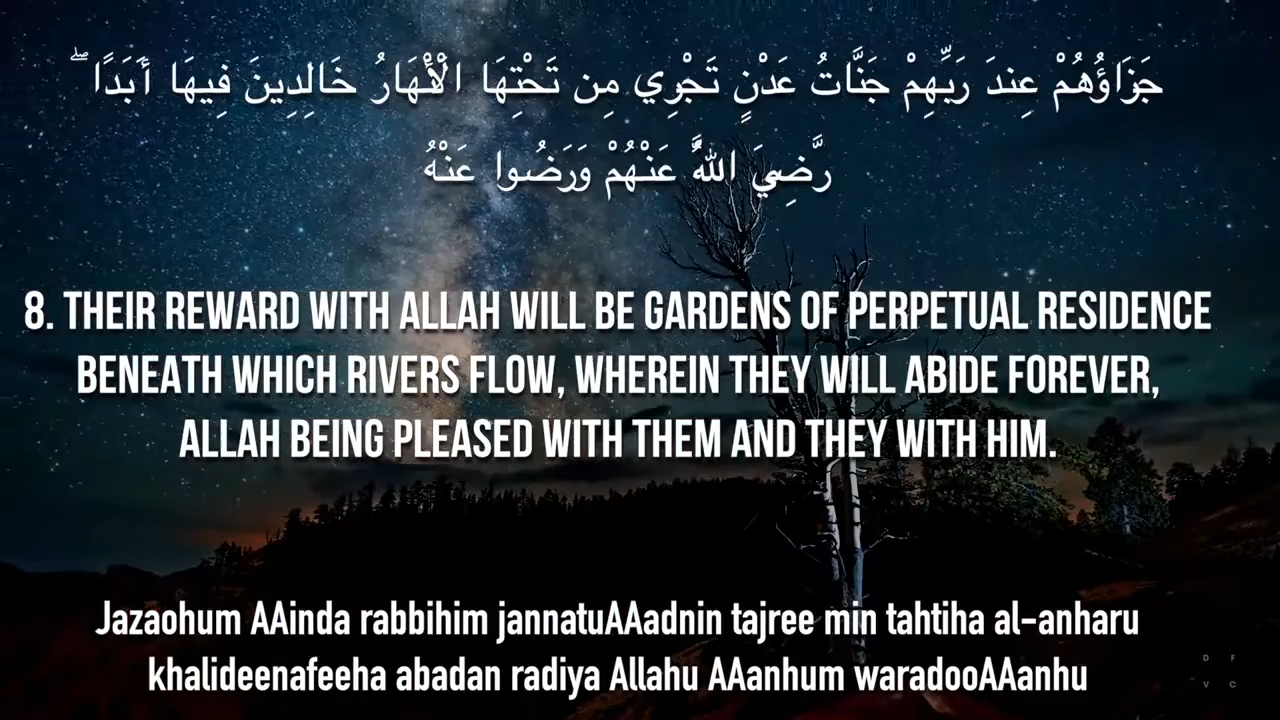 جَزَاؤُهُمْ عِندَ رَبِّهِمْ جَنَّاتُ عَدْنٍ تَجْرِي مِن تَحْتِهَا الْأَنْهَارُ خَالِدِينَ فِيهَا أَبَدًا ۖ
رَّضِيَ اللَّهُ عَنْهُمْ وَرَضُوا عَنْهُ
8. THEIR REWARD WITH ALLAH WILL BE GARDENS OF PERPETUAL RESIDENCE
BENEATH WHICH RIVERS FLOW, WHEREIN THEY WILL ABIDE FOREVER,
ALLAH BEING PLEASED WITH THEM AND THEY WITH HIM.
Jazaohum AAinda rabbihim jannatuAAadnin tajree min tahtiha al-anharu
khalideenafeeha abadan radiya Allahu AAanhum waradooAAanhu
D F
V C